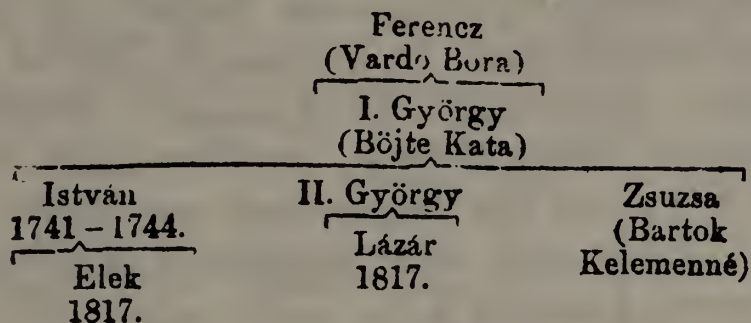 Ferencz
(Vardo Bora)
I. György
(Böjte Kata)
István II. György Zsuzsa
1741 – 1744. Lázár (Bartok
Elek 1817. Kelemenné)
1817.